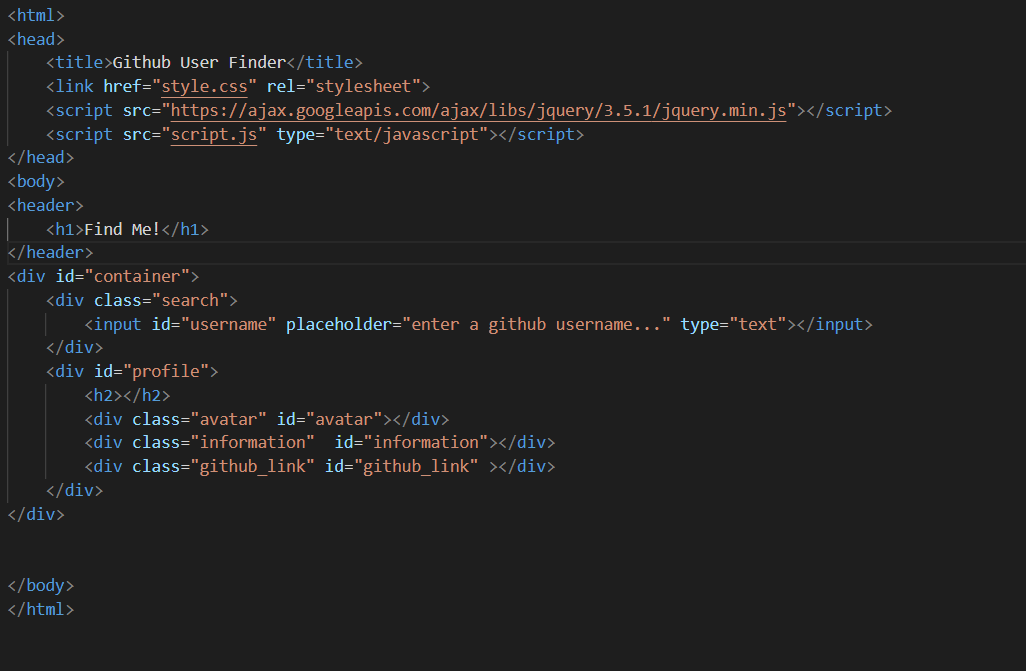 <html>
<head>
    <title>Github User Finder</title>
    <link href="style.css" rel="stylesheet">
    <script src="https://ajax.googleapis.com/ajax/libs/jquery/3.5.1/jquery.min.js"></script>
    <script src="script.js" type="text/javascript"></script>
</head>
<body>
<header>
    <h1>Find Me!</h1>
</header>
<div id="container">
    <div class="search">
        <input id="username" placeholder="enter a github username..." type="text"></input>
    </div>
    <div id="profile">
        <h2></h2>
        <div class="avatar" id="avatar"></div>
        <div class="information"  id="information"></div>
        <div class="github_link" id="github_link" ></div>
    </div>
</div>
</body>
</html>